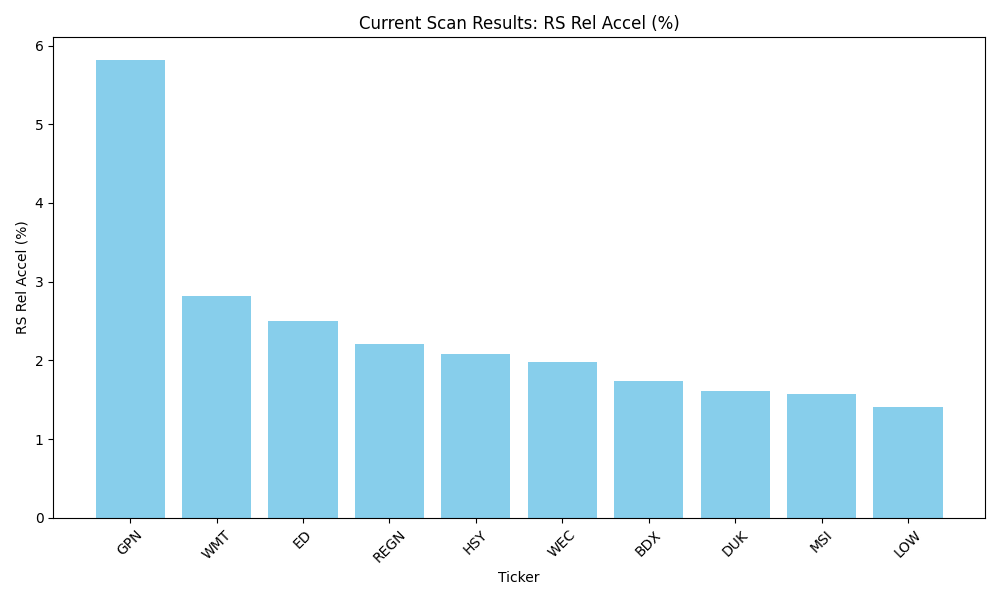 Current Scan Results: RS Rel Accel (%)
RS Rel Accel (%)
6
5
4
3
2
1
0
GPN
WMT
ED
REGN
HSY
WEC
BDX
DUK
MSI
LOW
Ticker